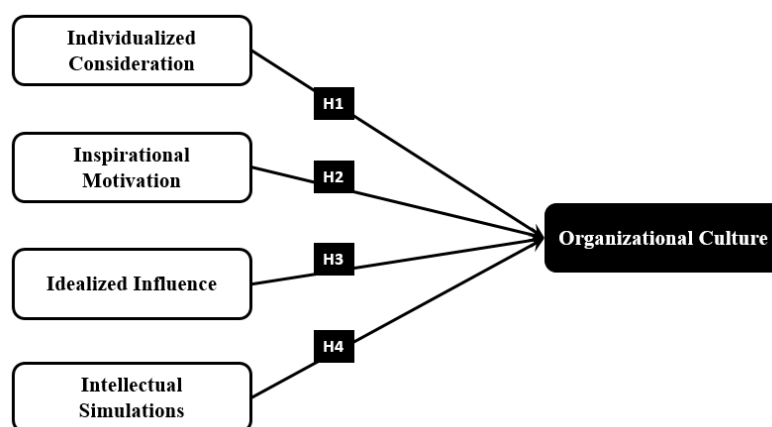 Individualized
Consideration
H1
Inspirational
Motivation
H2
Organizational Culture
Idealized Influence
H3
H4
Intellectual
Simulations